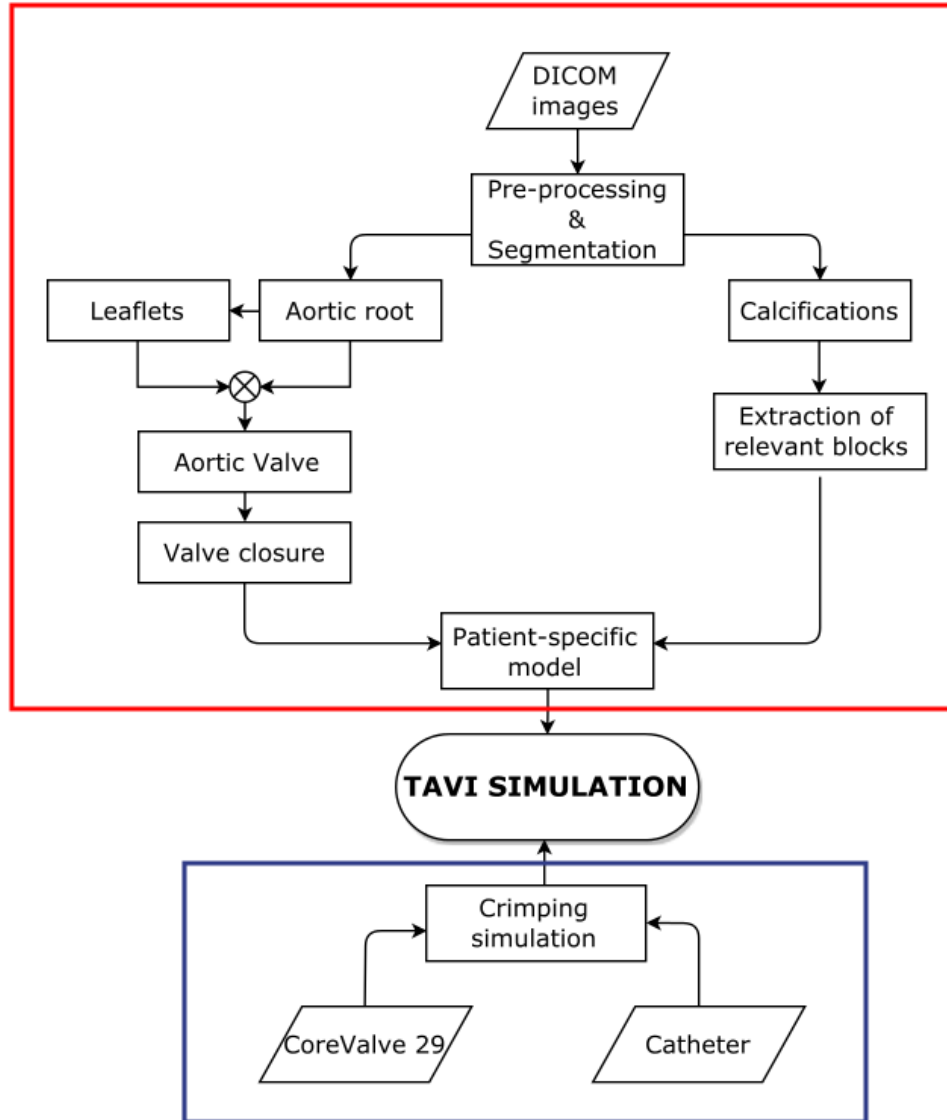 DICOM
images
Pre-processing
&
Segmentation
Leaflets
Aortic root
Calcifications
Extraction of
relevant blocks
Aortic Valve
Valve closure
Patient-specific
model
TAVI SIMULATION
Crimping
simulation
CoreValve 29
Catheter